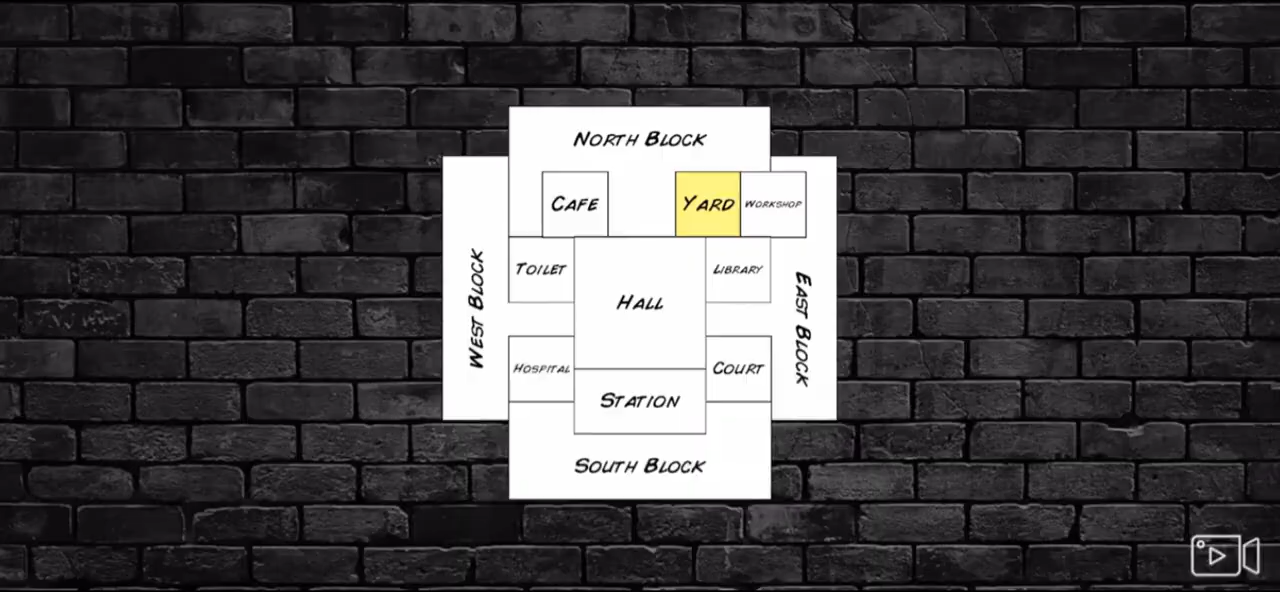 NORTH BLOCK
CAFE
YARD
WORKSHOP
TOILET
LIBRARY
WEST BLOCK
HALL
EAST BLOCK
HOSPITAL
COURT
STATION
SOUTH BLOCK